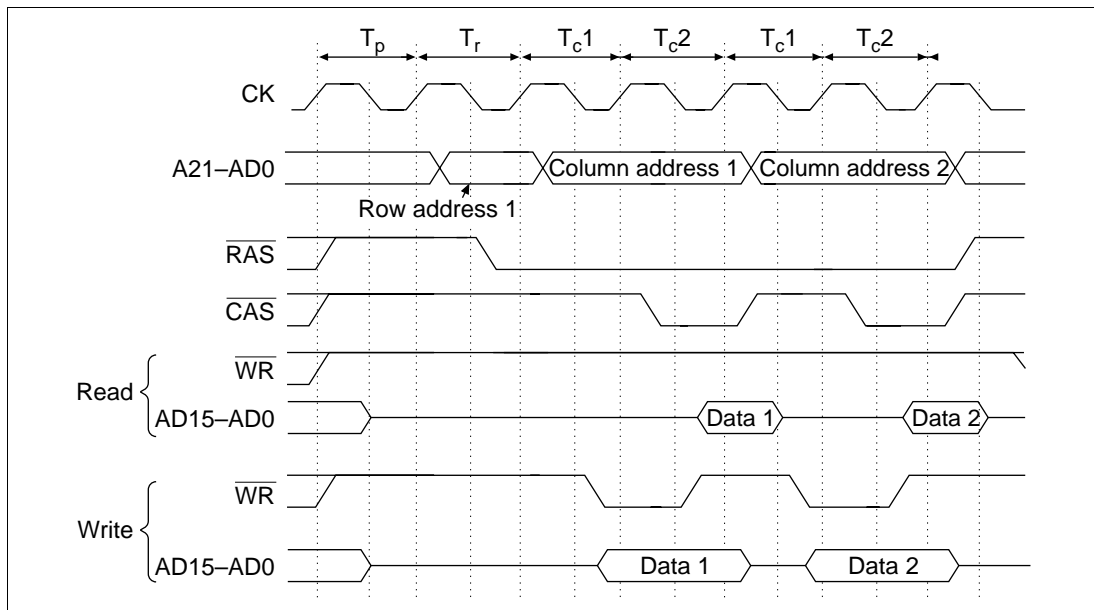 Tp Tr Tc1 Tc2 Tc1 Tc2
CK
A21–AD0 Column address 1 Column address 2
Row address 1
RAS
CAS
Read
WR
AD15–AD0 Data 1 Data 2
Write
WR
AD15–AD0 Data 1 Data 2